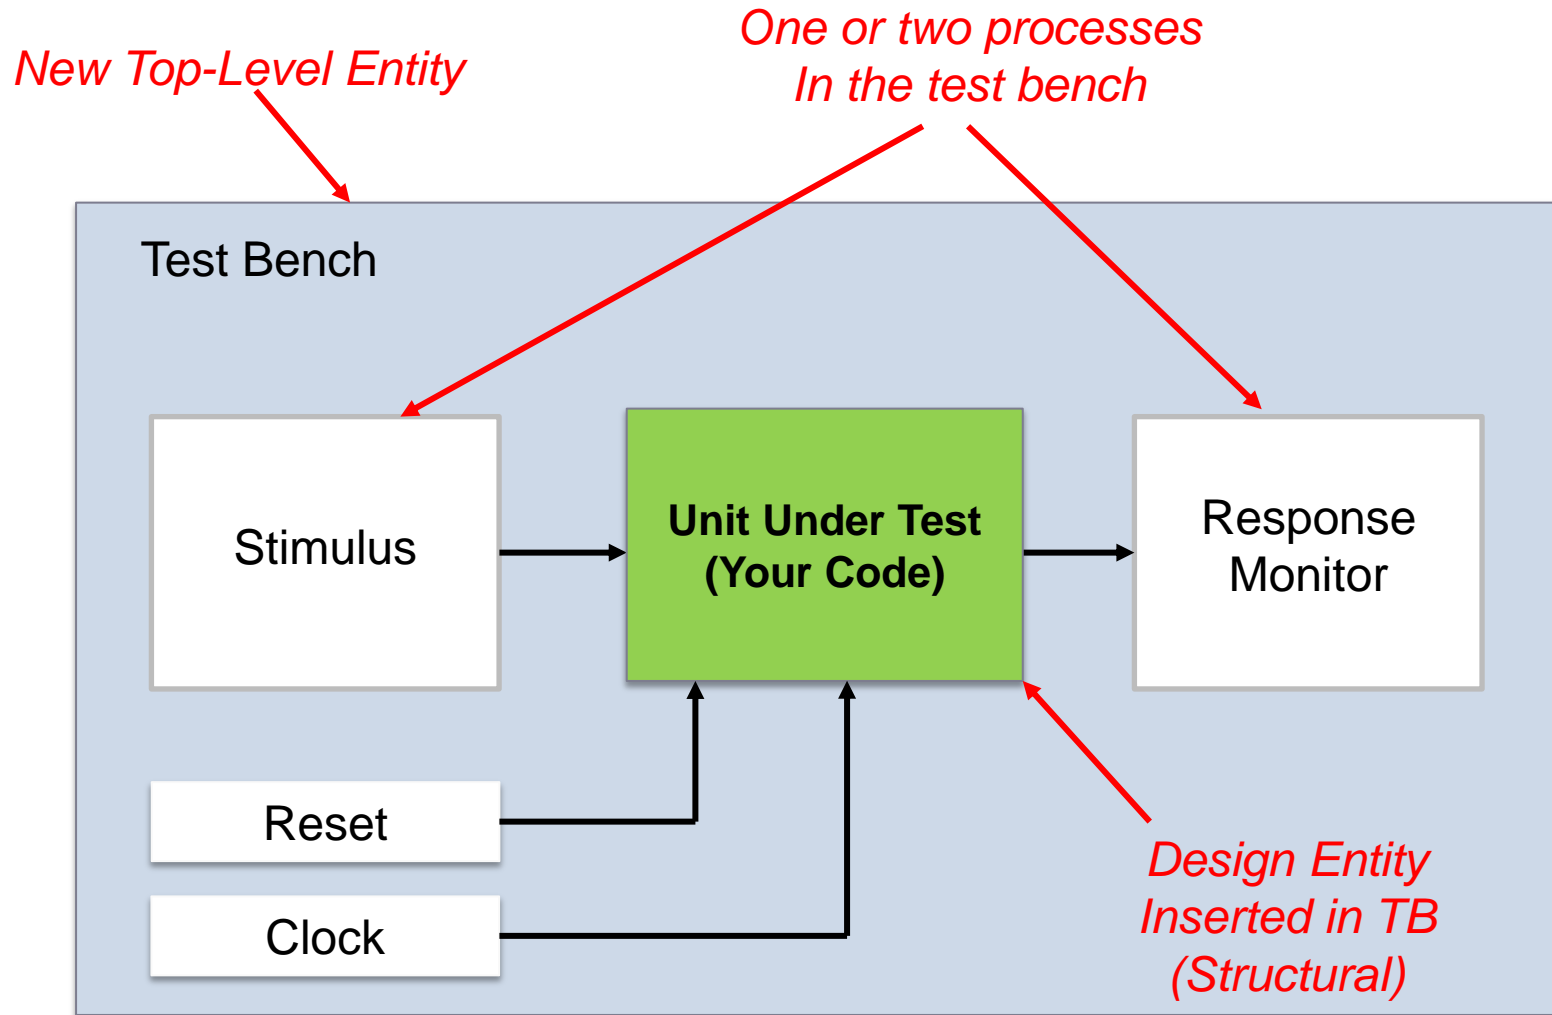 New Top-Level Entity
One or two processes
In the test bench
Test Bench
Stimulus
Unit Under Test
(Your Code)
Response
Monitor
Reset
Clock
Design Entity
Inserted in TB
(Structural)